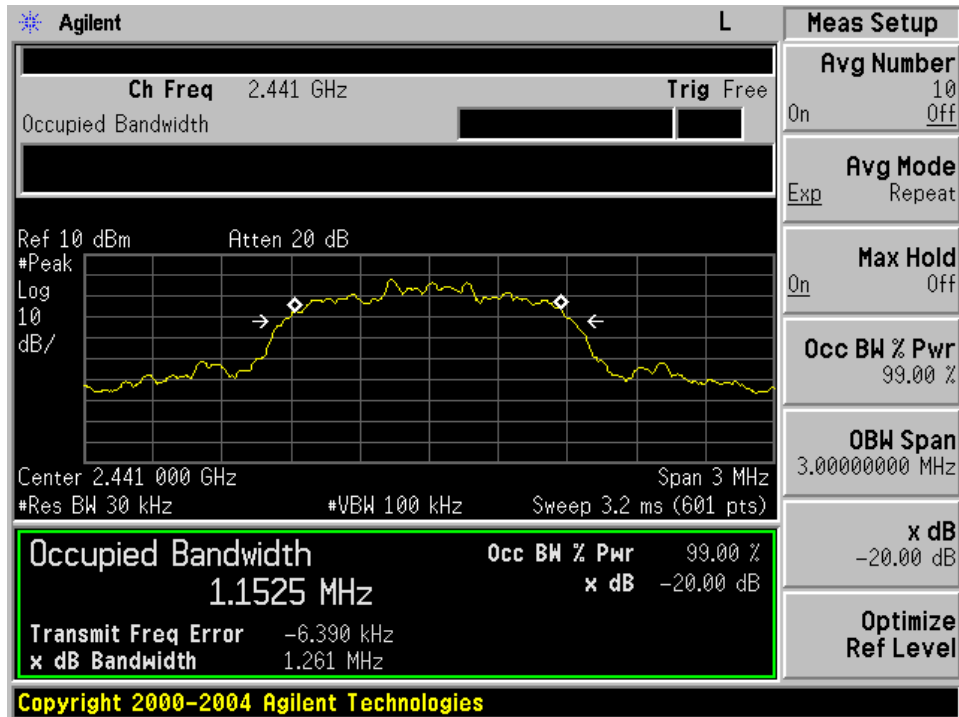 Agilent L Meas Setup
Ch Freq 2.441 GHz Trig Free
Occupied Bandwidth
Ref 10 dBm Atten 20 dB
#Peak
Log
10
dB/
Center 2.441 000 GHz Span 3 MHz
#Res BW 30 kHz #VBW 100 kHz Sweep 3.2 ms (601 pts)
Occupied Bandwidth Occ BW % Pwr 99.00 %
1.1525 MHz x dB -20.00 dB
Transmit Freq Error -6.390 kHz
x dB Bandwidth 1.261 MHz
Copyright 2000-2004 Agilent Technologies
Avg Number
10
On Off
Avg Mode
Exp Repeat
Max Hold
On Off
Occ BW % Pwr
99.00 %
OBW Span
3.00000000 MHz
x dB
-20.00 dB
Optimize
Ref Level